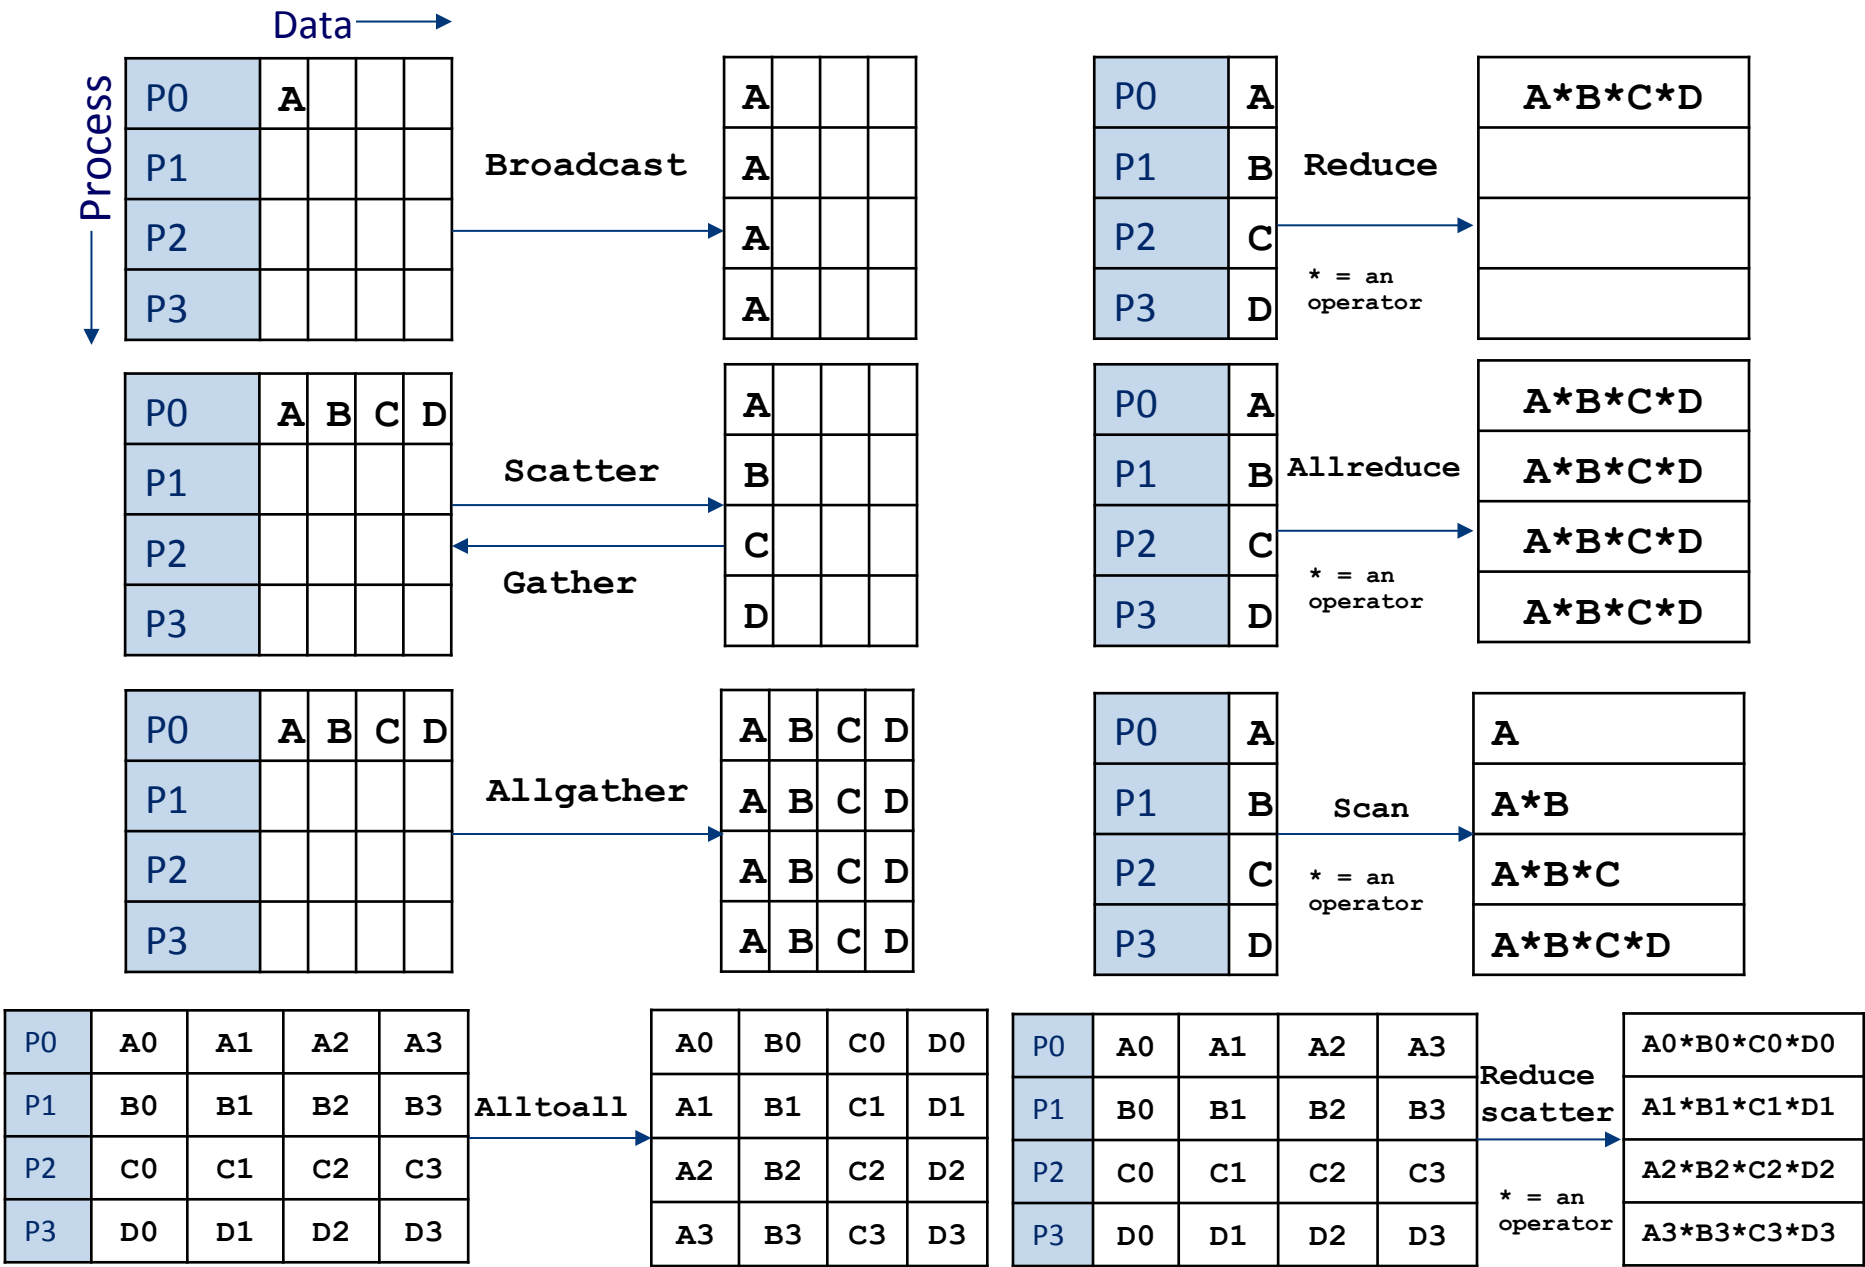 Data
Process
P0 A
P1
P2
P3
Broadcast
A
A
A
A
P0 A
P1 B
P2 C
P3 D
Reduce
* = an
operator
A*B*C*D
P0 A B C D
P1
P2
P3
Scatter
Gather
A
B
C
D
P0 A
P1 B
P2 C
P3 D
Allreduce
* = an
operator
A*B*C*D
A*B*C*D
A*B*C*D
A*B*C*D
P0 A B C D
P1
P2
P3
Allgather
A B C D
A B C D
A B C D
A B C D
P0 A
P1 B
P2 C
P3 D
Scan
* = an
operator
A
A*B
A*B*C
A*B*C*D
P0 A0 A1 A2 A3
P1 B0 B1 B2 B3
P2 C0 C1 C2 C3
P3 D0 D1 D2 D3
Alltoall
A0 B0 C0 D0
A1 B1 C1 D1
A2 B2 C2 D2
A3 B3 C3 D3
P0 A0 A1 A2 A3
P1 B0 B1 B2 B3
P2 C0 C1 C2 C3
P3 D0 D1 D2 D3
Reduce
scatter
* = an
operator
A0*B0*C0*D0
A1*B1*C1*D1
A2*B2*C2*D2
A3*B3*C3*D3